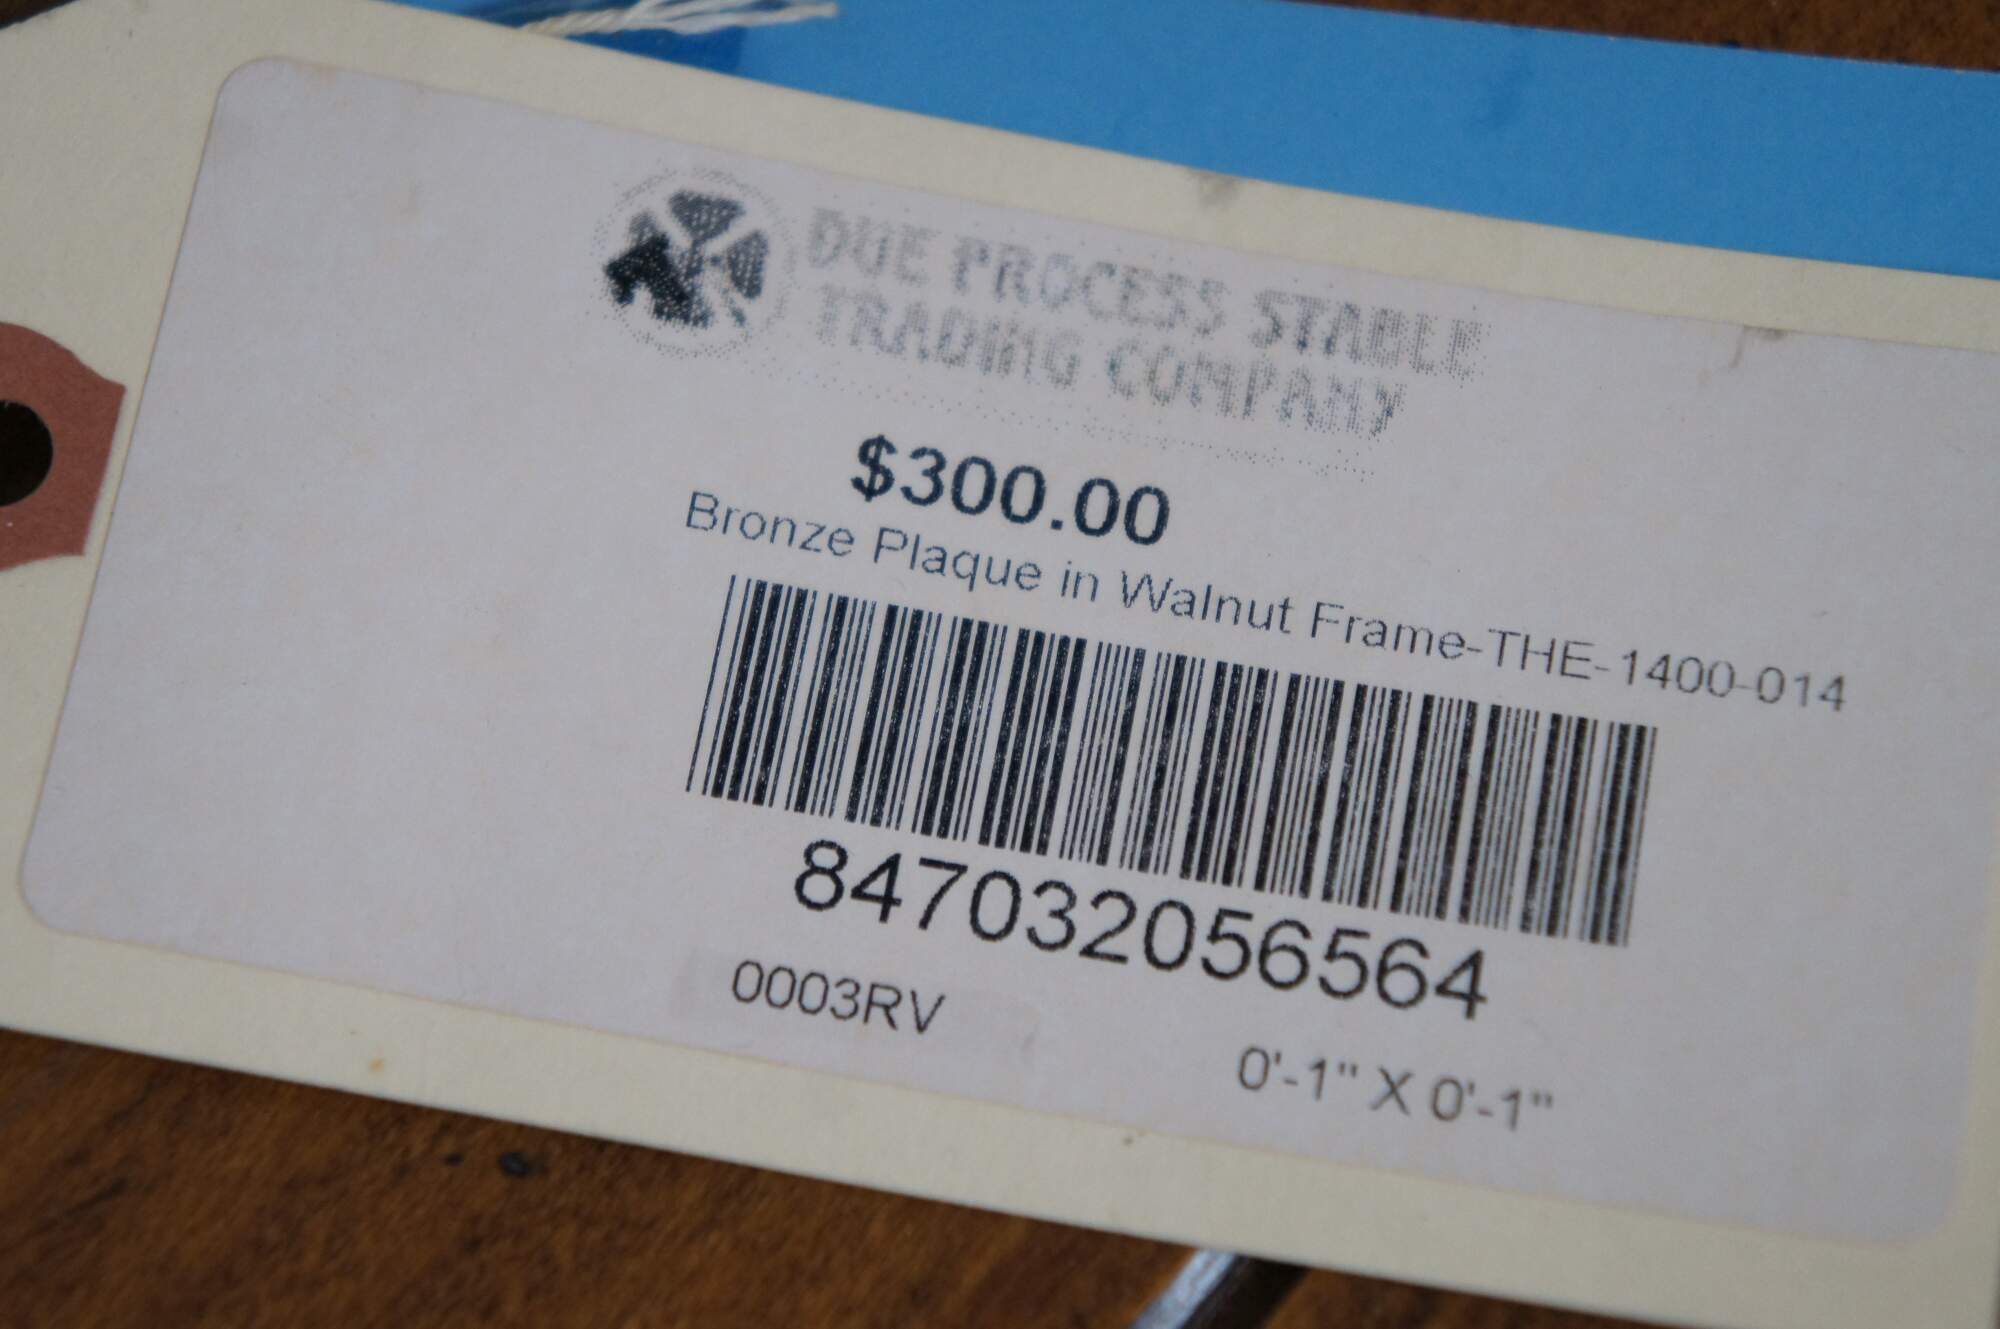 DUE PROCESS STABLE
TRADING COMPANY
$300.00
Bronze Plaque in Walnut Frame-THE-1400-014
847032056564
0003RV
0'-1" X 0'-1"